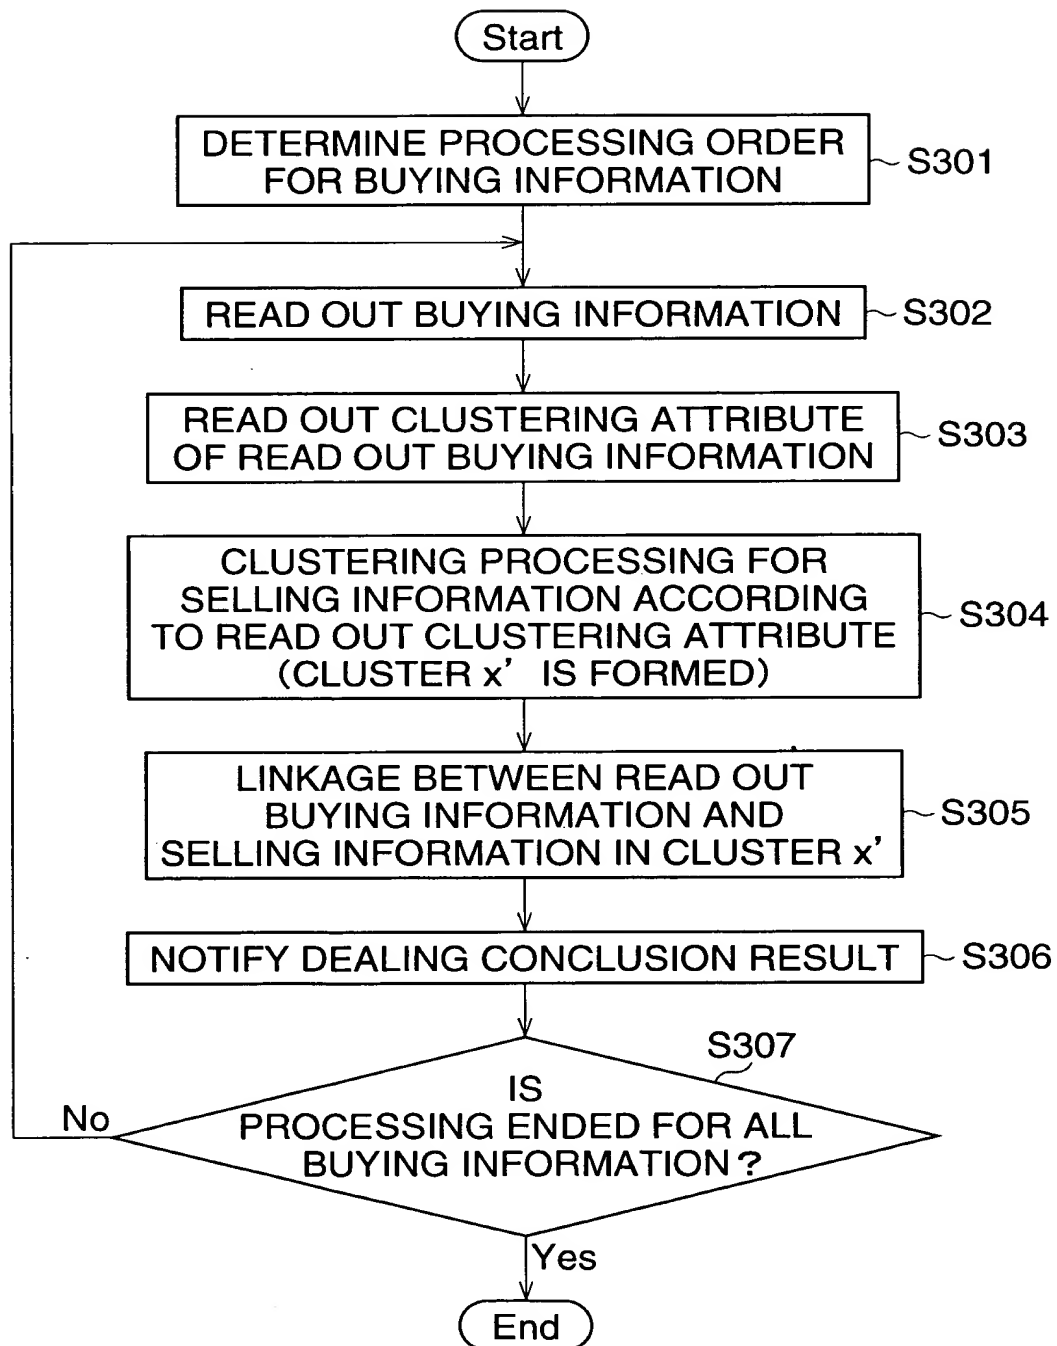 Start
DETERMINE PROCESSING ORDER
FOR BUYING INFORMATION
S301
READ OUT BUYING INFORMATION
S302
READ OUT CLUSTERING ATTRIBUTE
OF READ OUT BUYING INFORMATION
S303
CLUSTERING PROCESSING FOR
SELLING INFORMATION ACCORDING
TO READ OUT CLUSTERING ATTRIBUTE
(CLUSTER x' IS FORMED)
S304
LINKAGE BETWEEN READ OUT
BUYING INFORMATION AND
SELLING INFORMATION IN CLUSTER x'
S305
NOTIFY DEALING CONCLUSION RESULT
S306
S307
IS
PROCESSING ENDED FOR ALL
BUYING INFORMATION?
No
Yes
End